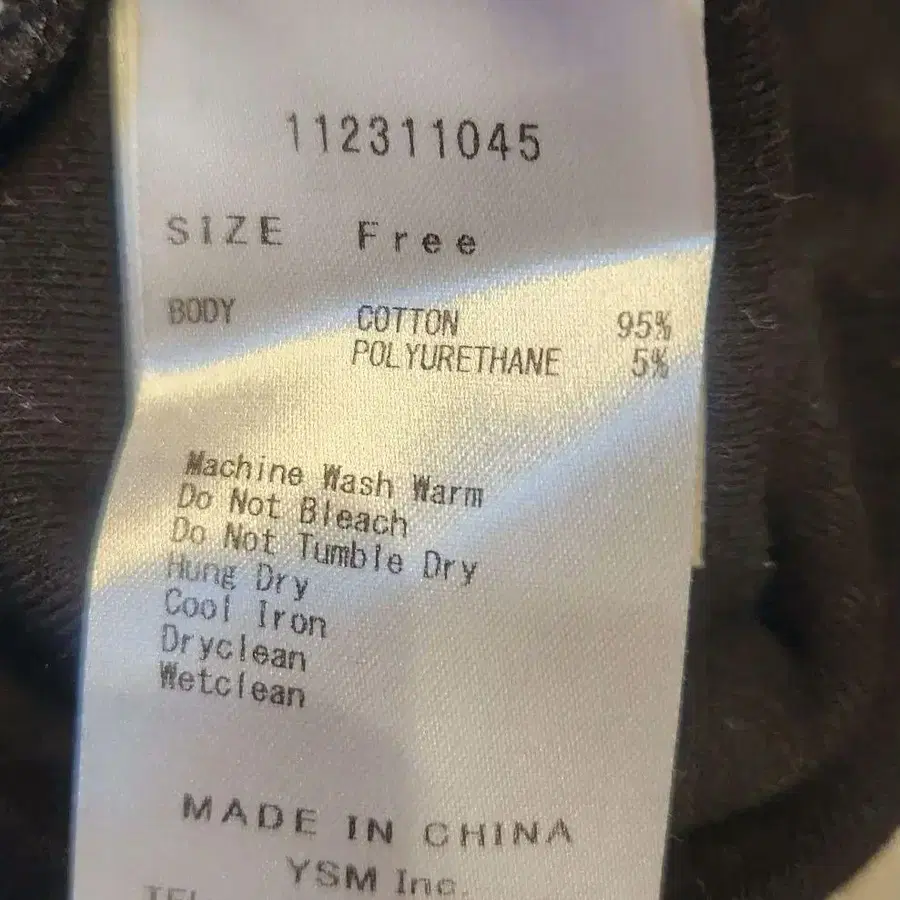 112311045
SIZE Free
BODY COTTON 95%
POLYURETHANE 5%
Machine Wash Warm
Do Not Bleach
Do Not Tumble Dry
Hung Dry
Cool Iron
Dryclean
Wetclean
MADE IN CHINA
YSM Inc.
TEL